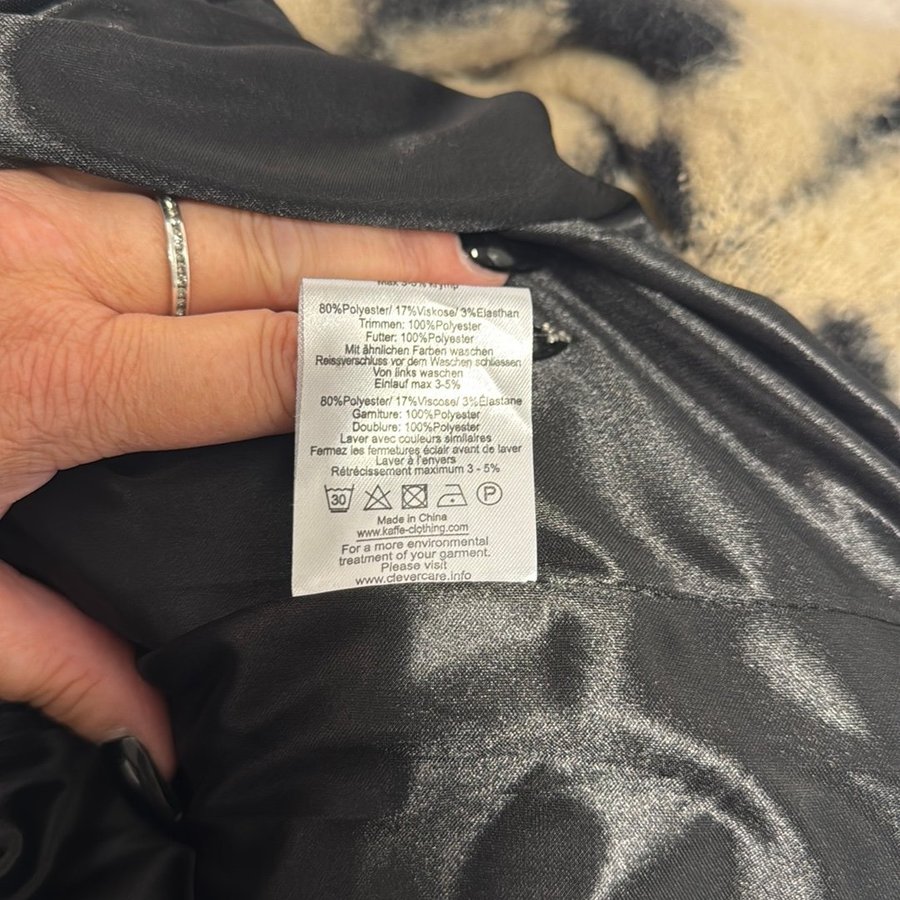 80%Polyester/ 17%Viskose/ 3%Elasthan
Trimmen: 100%Polyester
Futter: 100%Polyester
Mit ähnlichen Farben waschen
Reissverschluss vor dem Waschen schliessen
Von links waschen
Einlauf max 3-5%
80%Polyester/ 17%Viscose/ 3%Elastane
Garniture: 100%Polyester
Doublure: 100%Polyester
Laver avec couleurs similaires
Fermez les fermetures éclair avant de laver
Laver à l'envers
Rétrécissement maximum 3 - 5%
30 P
Made in China
www.kaffe-clothing.com
For a more environmental
treatment of your garment.
Please visit
www.clevercare.info